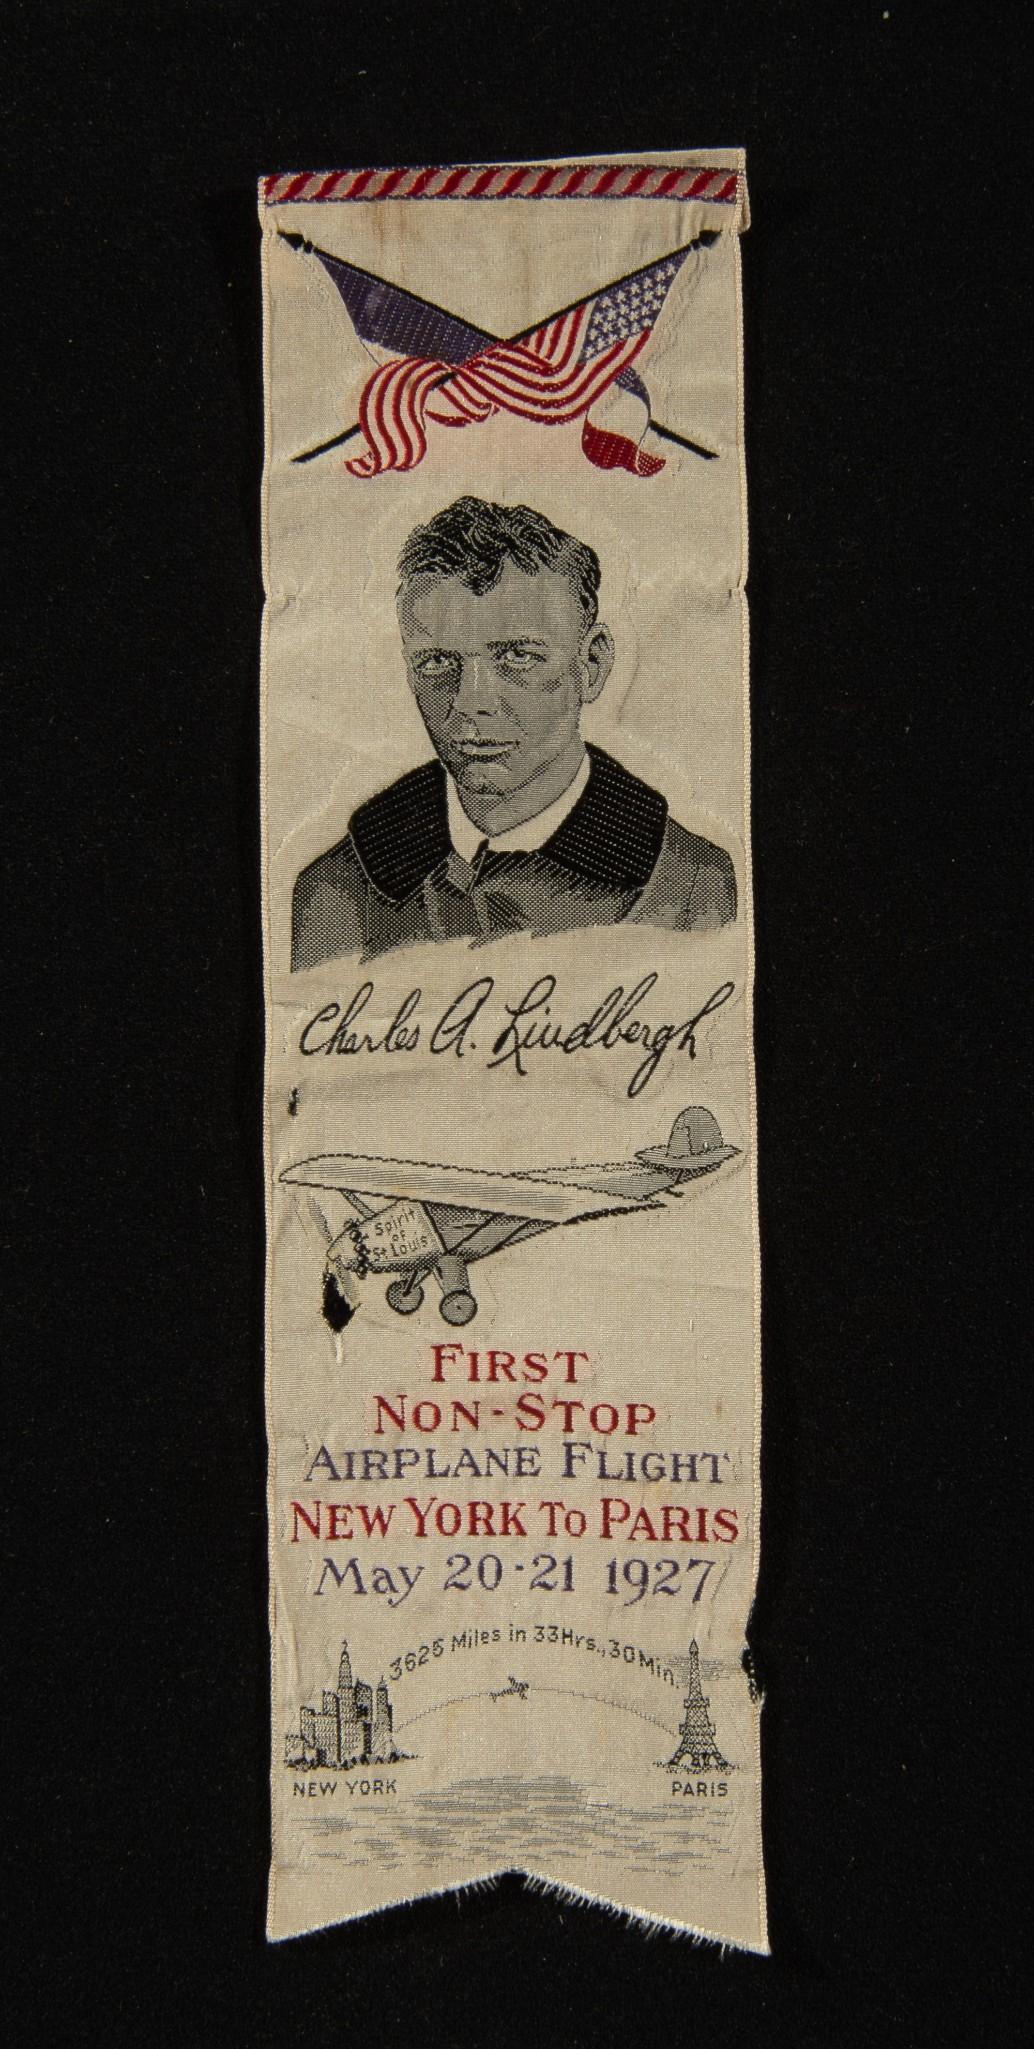 Charles A. Lindbergh
Spirit
of
St Louis
FIRST
NON-STOP
AIRPLANE FLIGHT
NEW YORK TO PARIS
May 20-21 1927
3625 Miles in 33Hrs., 30Min.
NEW YORK
PARIS